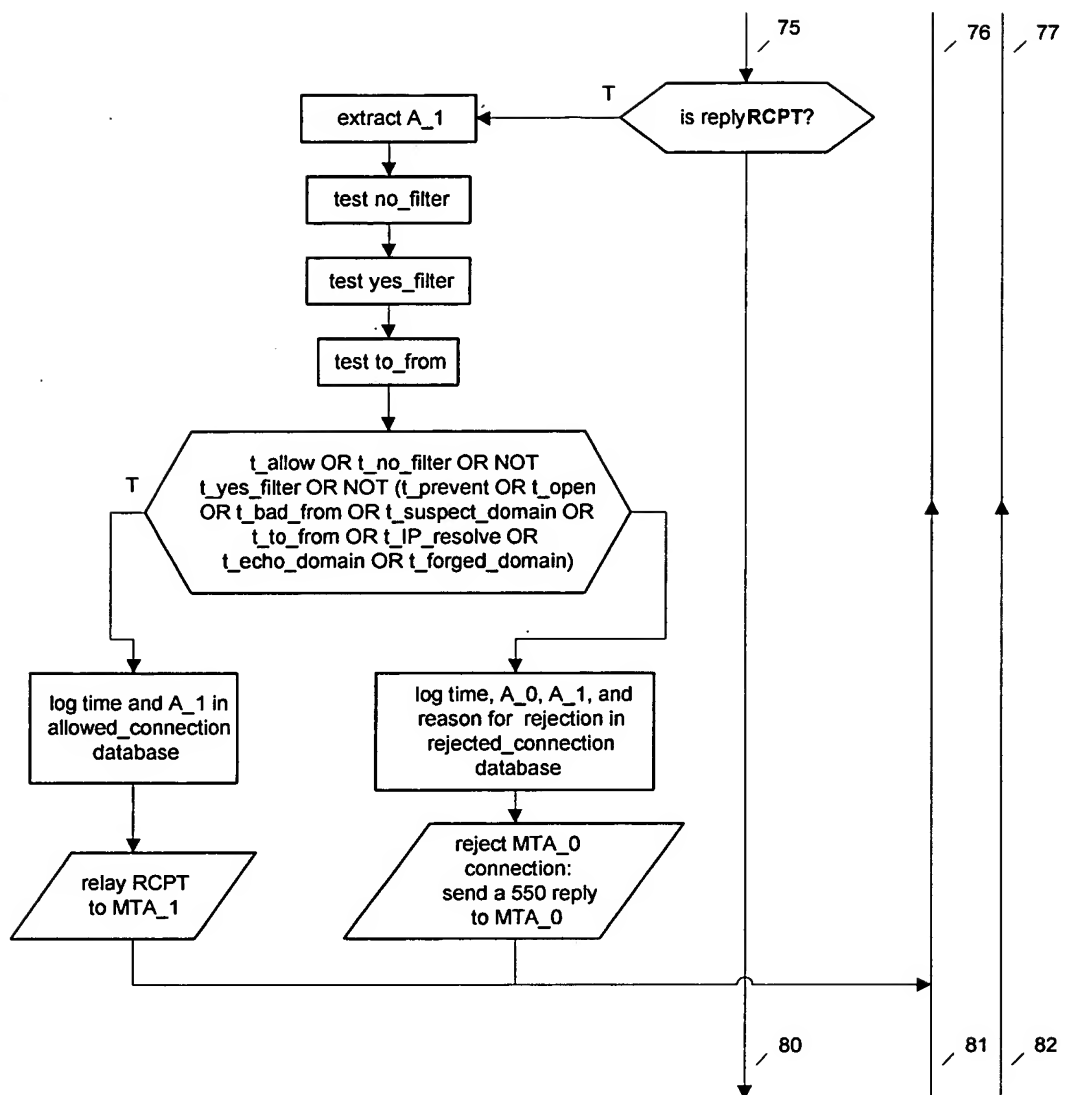 75
76
77
T
is replyRCPT?
extract A_1
test no_filter
test yes_filter
test to_from
T
t_allow OR t_no_filter OR NOT
t_yes_filter OR NOT (t_prevent OR t_open
OR t_bad_from OR t_suspect_domain OR
t_to_from OR t_IP_resolve OR
t_echo_domain OR t_forged_domain)
log time and A_1 in
allowed_connection
database
log time, A_0, A_1, and
reason for rejection in
rejected_connection
database
relay RCPT
to MTA_1
reject MTA_0
connection:
send a 550 reply
to MTA_0
80
81
82